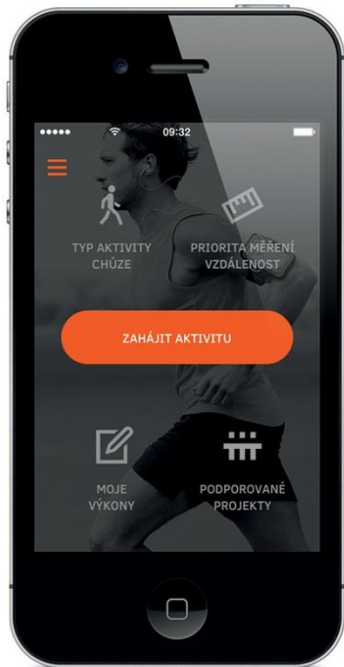 09:32
TYP AKTIVITY
CHŮZE
PRIORITA MĚŘENÍ
VZDÁLENOST
ZAHÁJIT AKTIVITU
MOJE
VÝKONY
PODPOROVANÉ
PROJEKTY